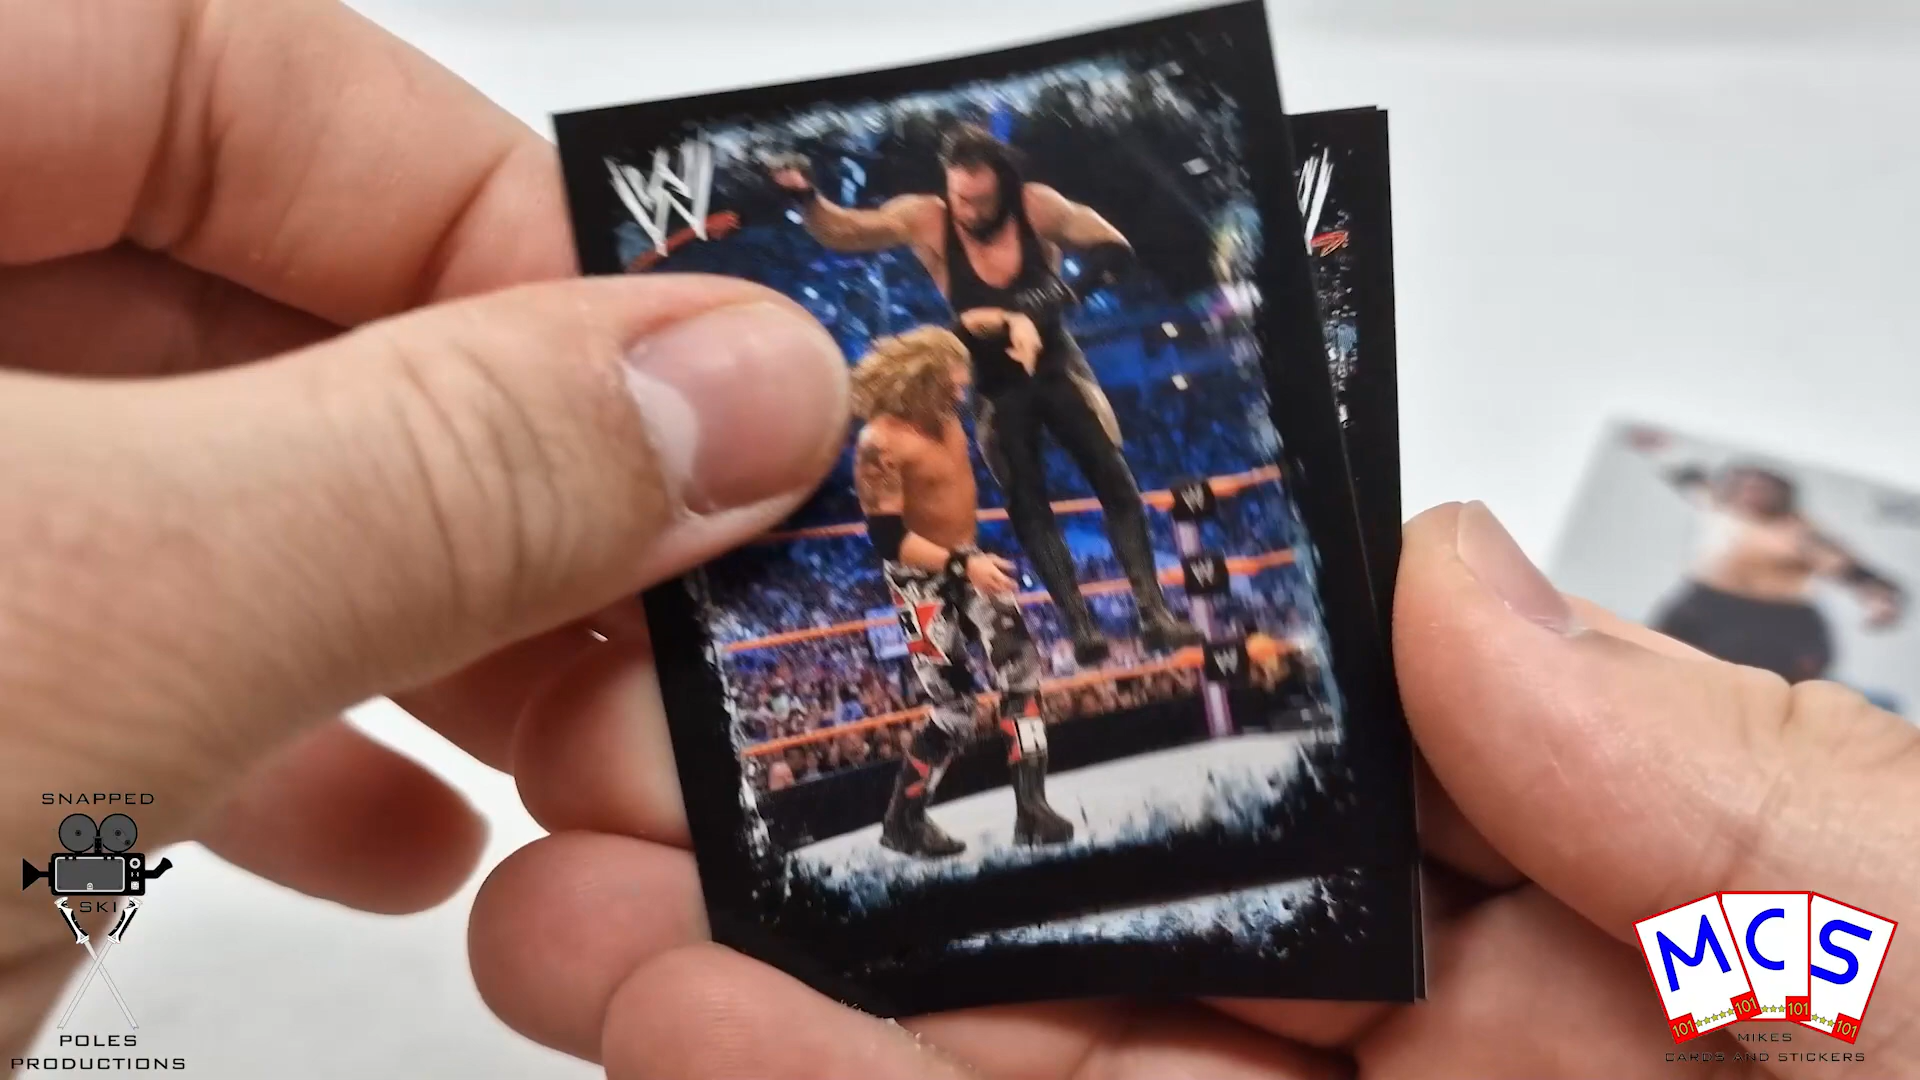 W
W
W
W
W
R
SNAPPED
SKI
POLES
PRODUCTIONS
MCS
101 101 101 101
MIKES
CARDS AND STICKERS